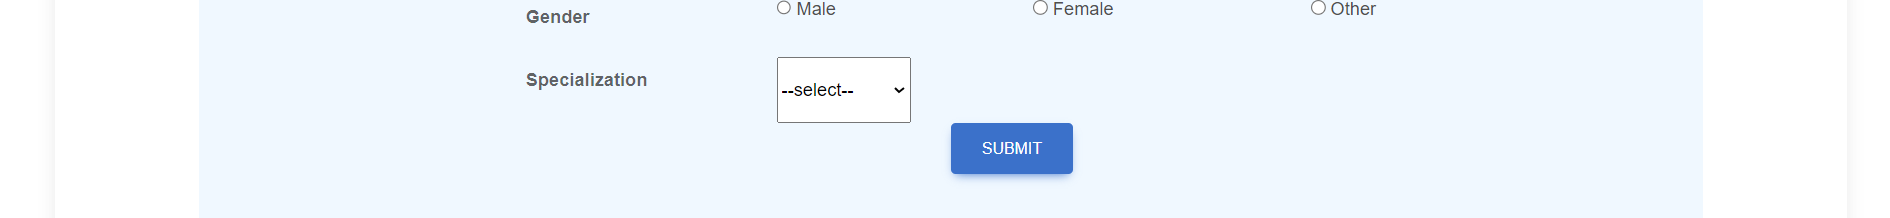 Gender Male Female Other
Specialization --select--
SUBMIT